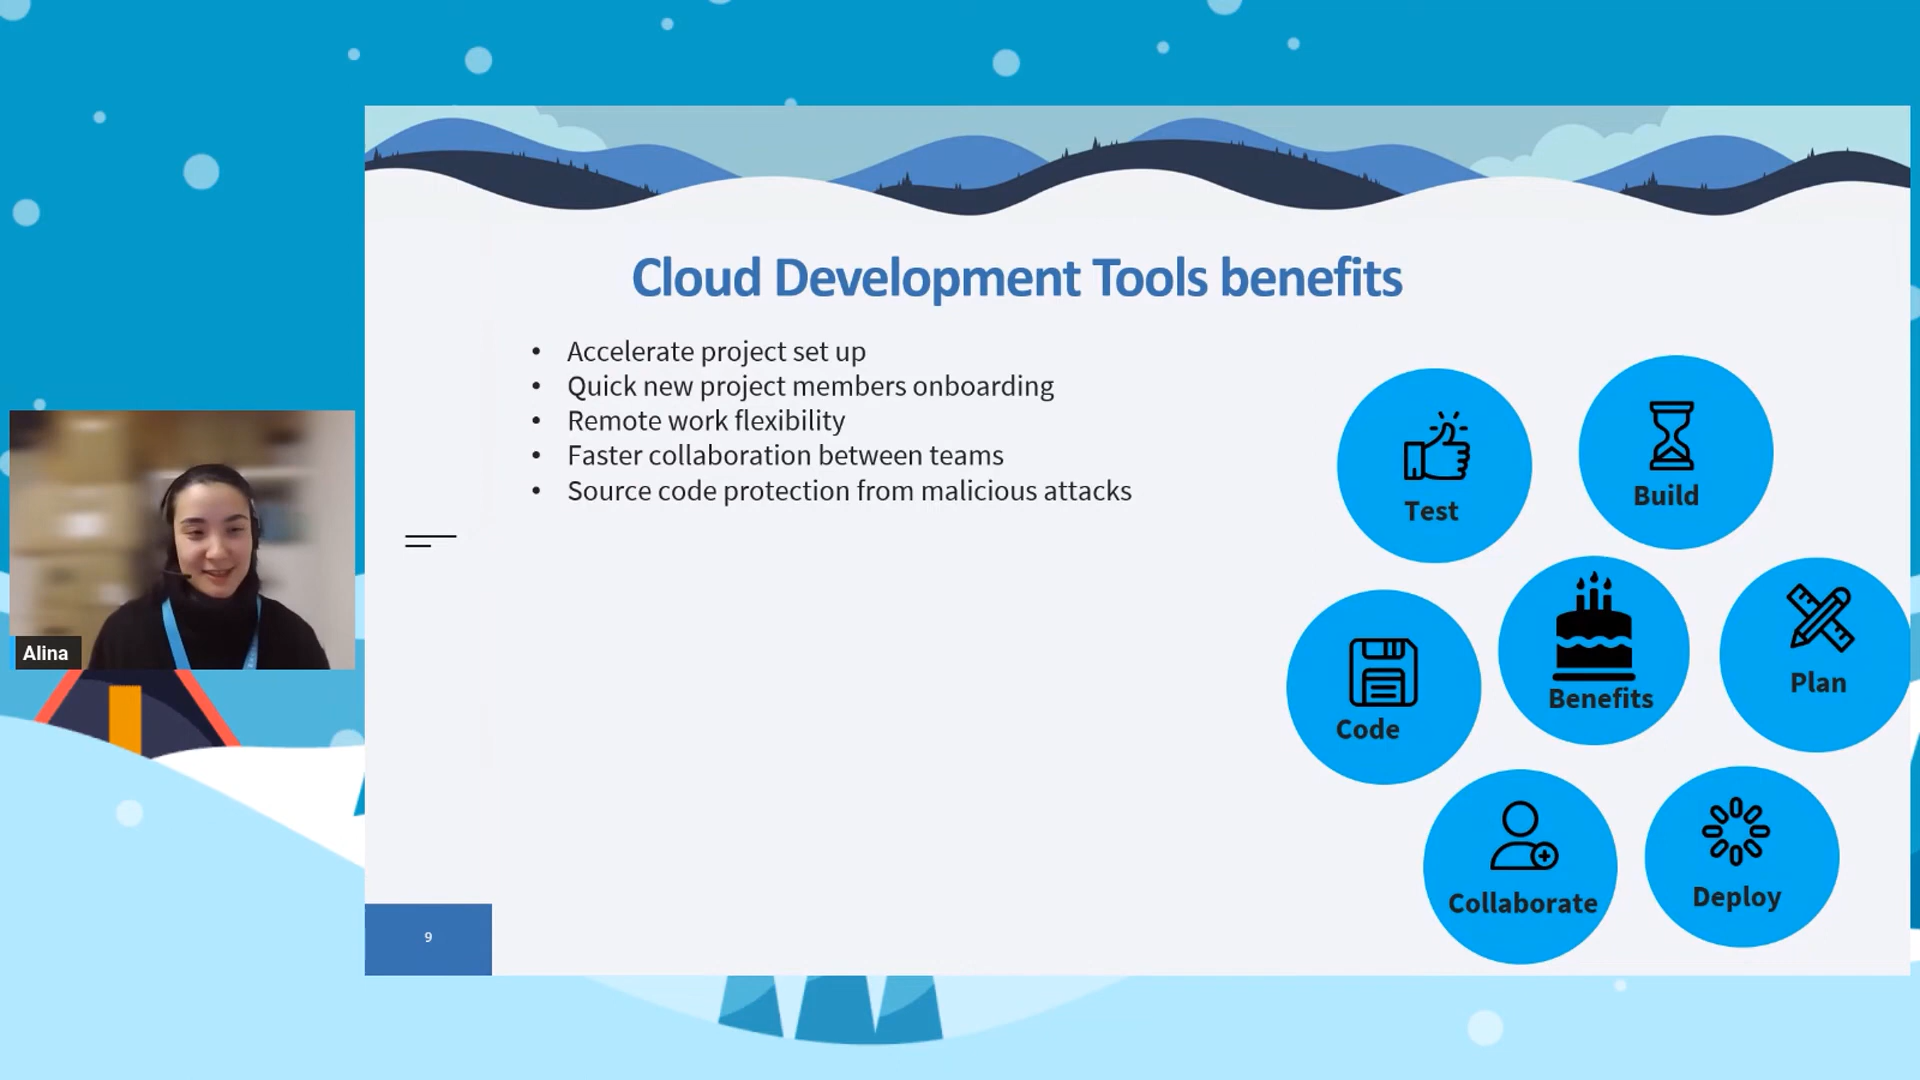 Cloud Development Tools benefits
• Accelerate project set up
• Quick new project members onboarding
• Remote work flexibility
• Faster collaboration between teams
• Source code protection from malicious attacks
Test
Build
Code
Benefits
Plan
Collaborate
Deploy
Alina
9